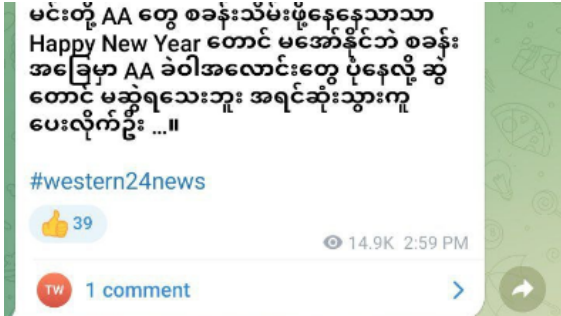 မင်းတို့ AA တွေ စခန်းသိမ်းဖို့နေနေသာသာ
Happy New Year တောင် မအော်နိုင်ဘဲ စခန်း
အခြေမှာ AA ခဲဝါအလောင်းတွေ ပုံနေလို့ ဆွဲ
တောင် မဆွဲရသေးဘူး အရင်ဆုံးသွားကူ
ပေးလိုက်ဦး ...။
#western24news
👍 39
14.9K 2:59 PM
TW 1 comment